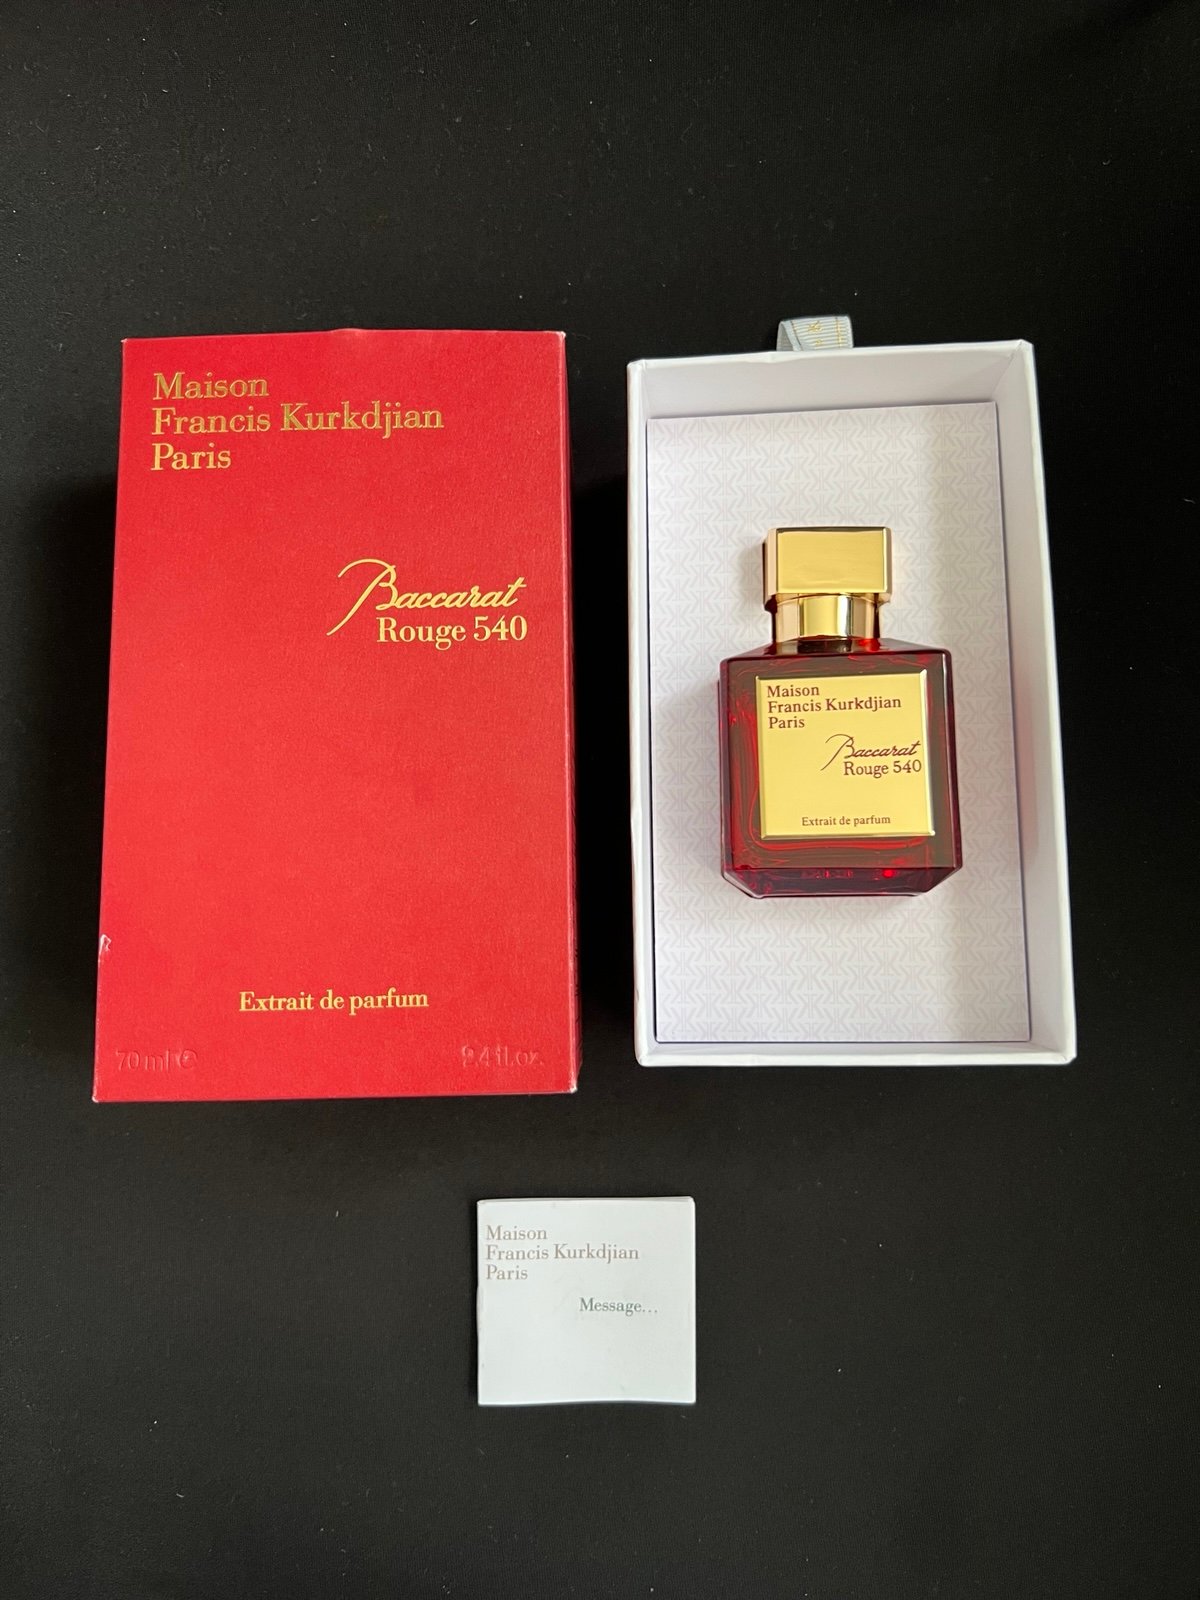 Maison
Francis Kurkdjian
Paris
Baccarat
Rouge 540
Extrait de parfum
70 ml ℮ 2.4 fl.oz.
Maison
Francis Kurkdjian
Paris
Baccarat
Rouge 540
Extrait de parfum
Maison
Francis Kurkdjian
Paris
Message...